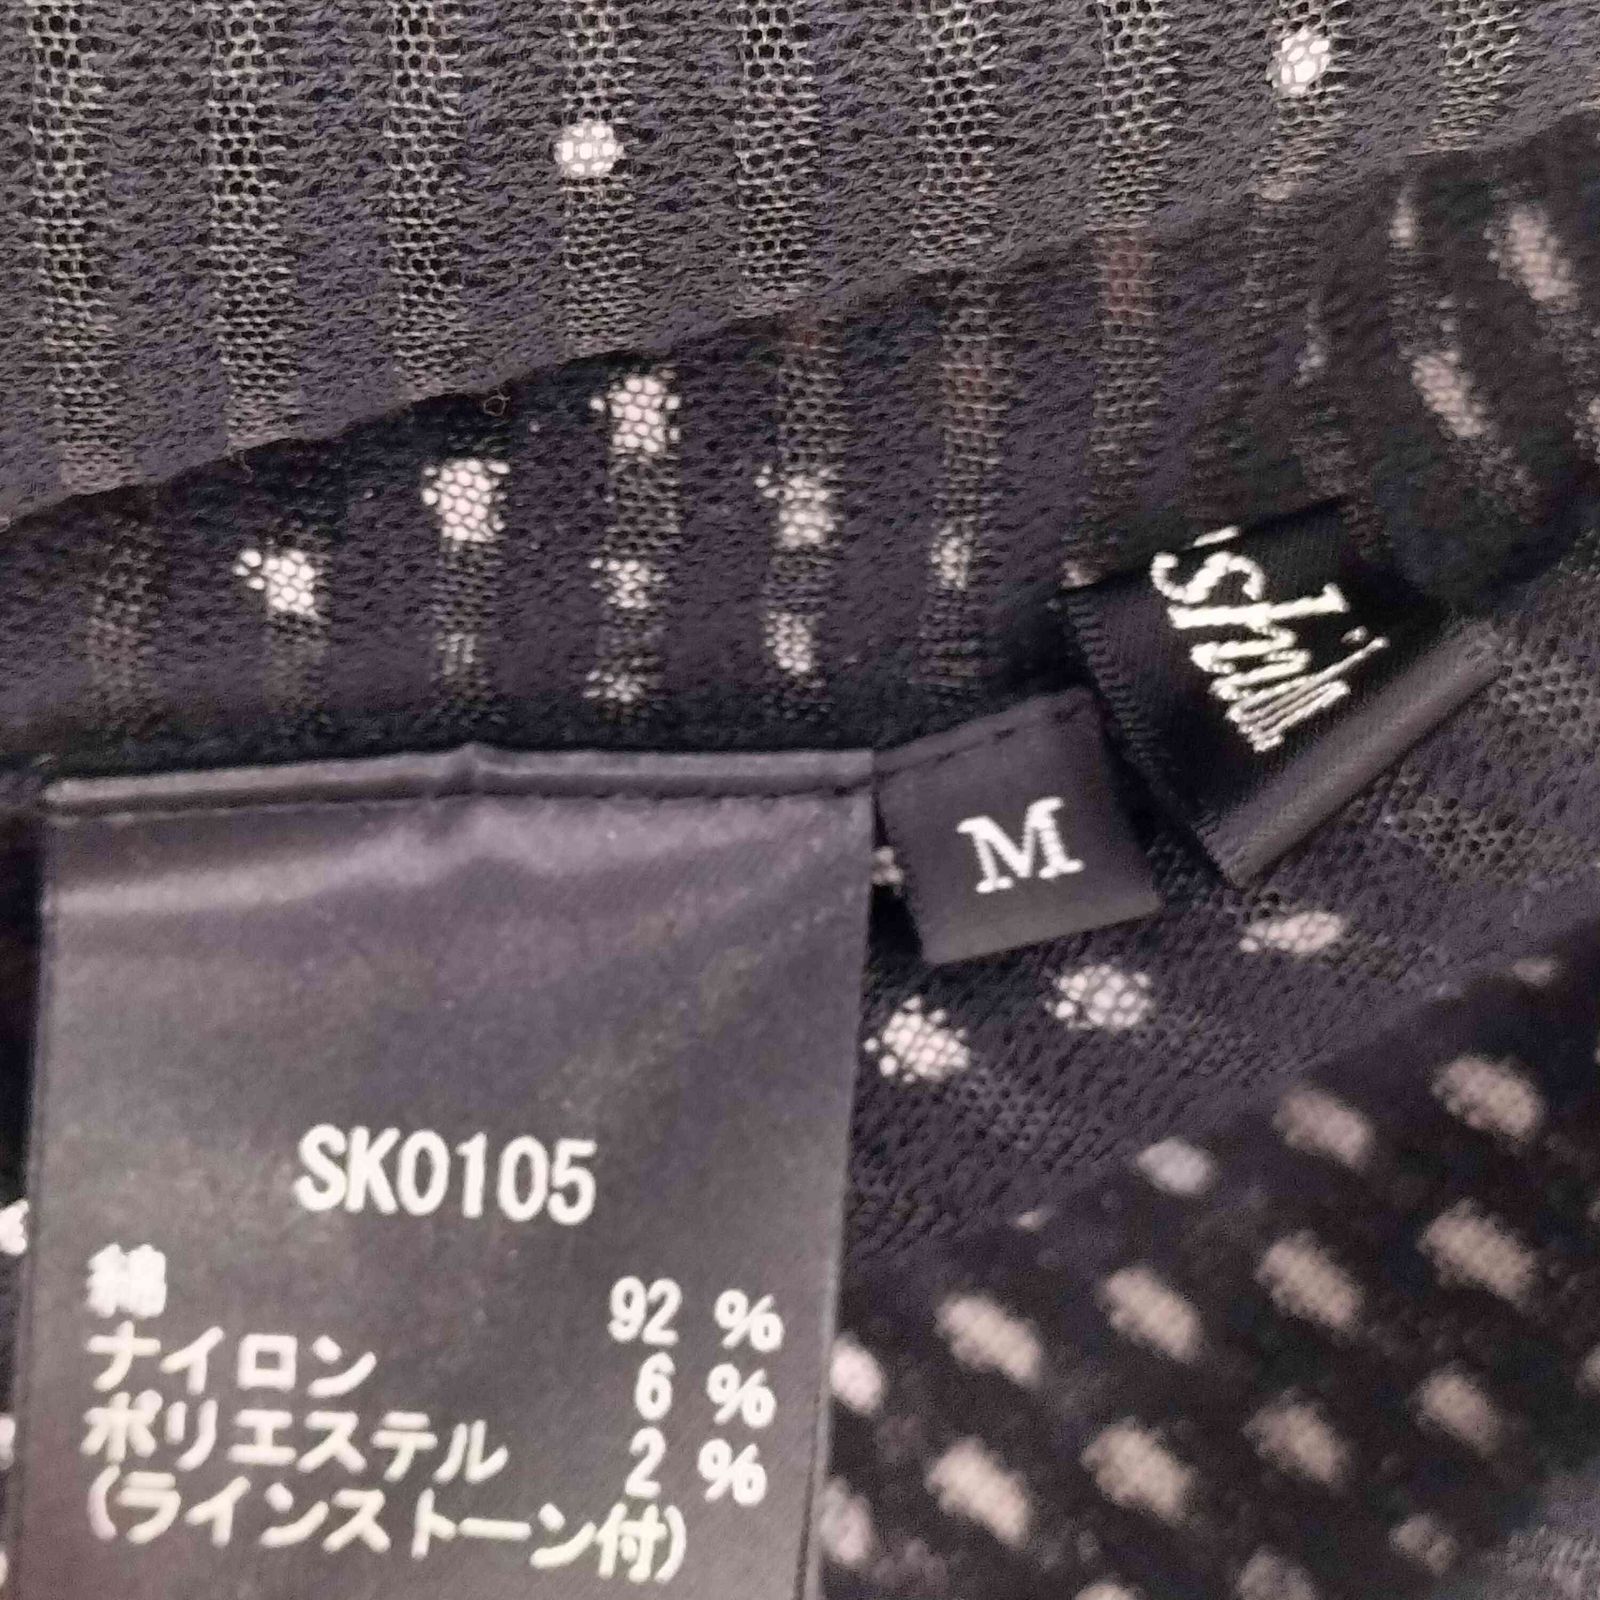 M
SK0105
綿 92 %
ナイロン 6 %
ポリエステル 2 %
(ラインストーン付)